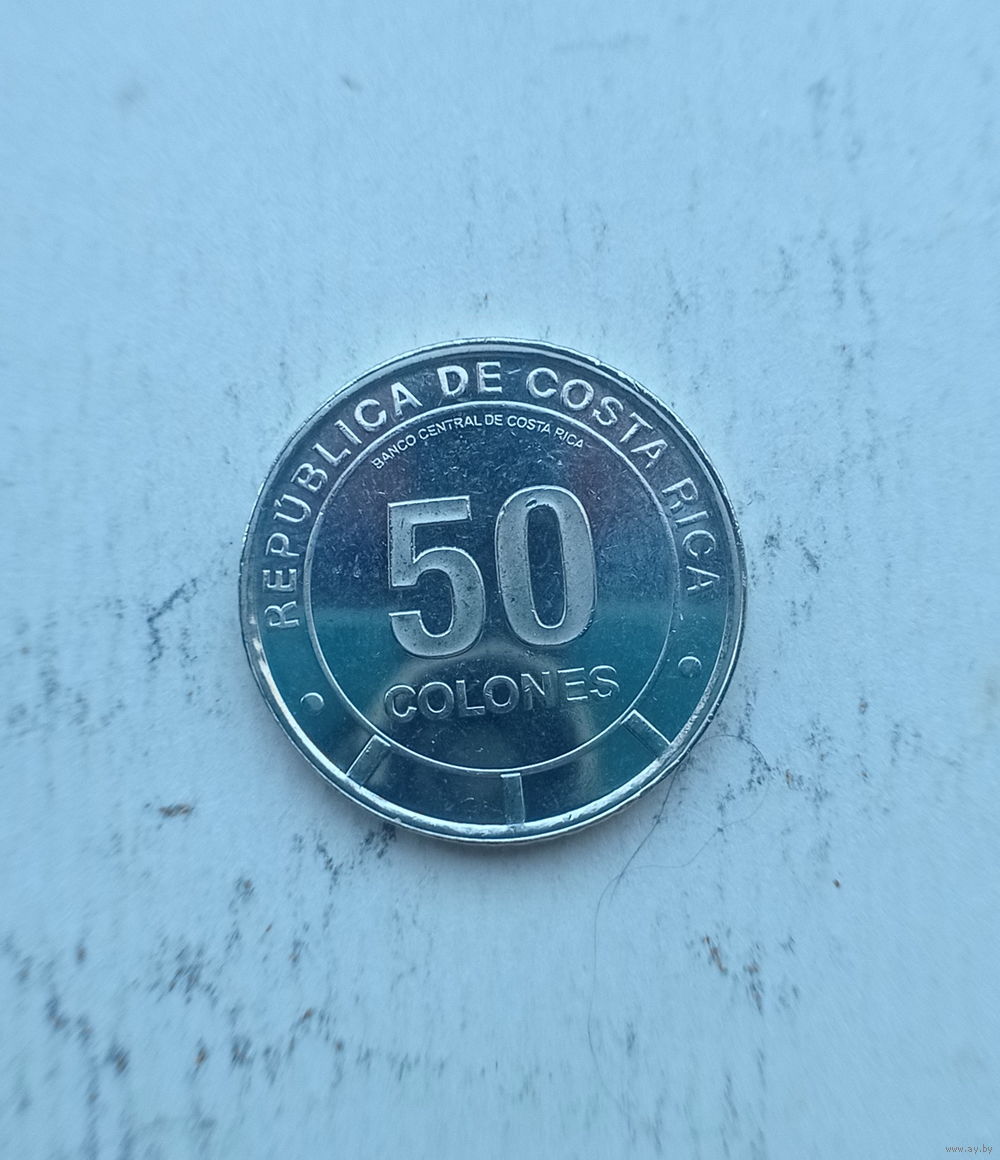 REPÚBLICA DE COSTA RICA
BANCO CENTRAL DE COSTA RICA
50
COLONES
www.ay.by